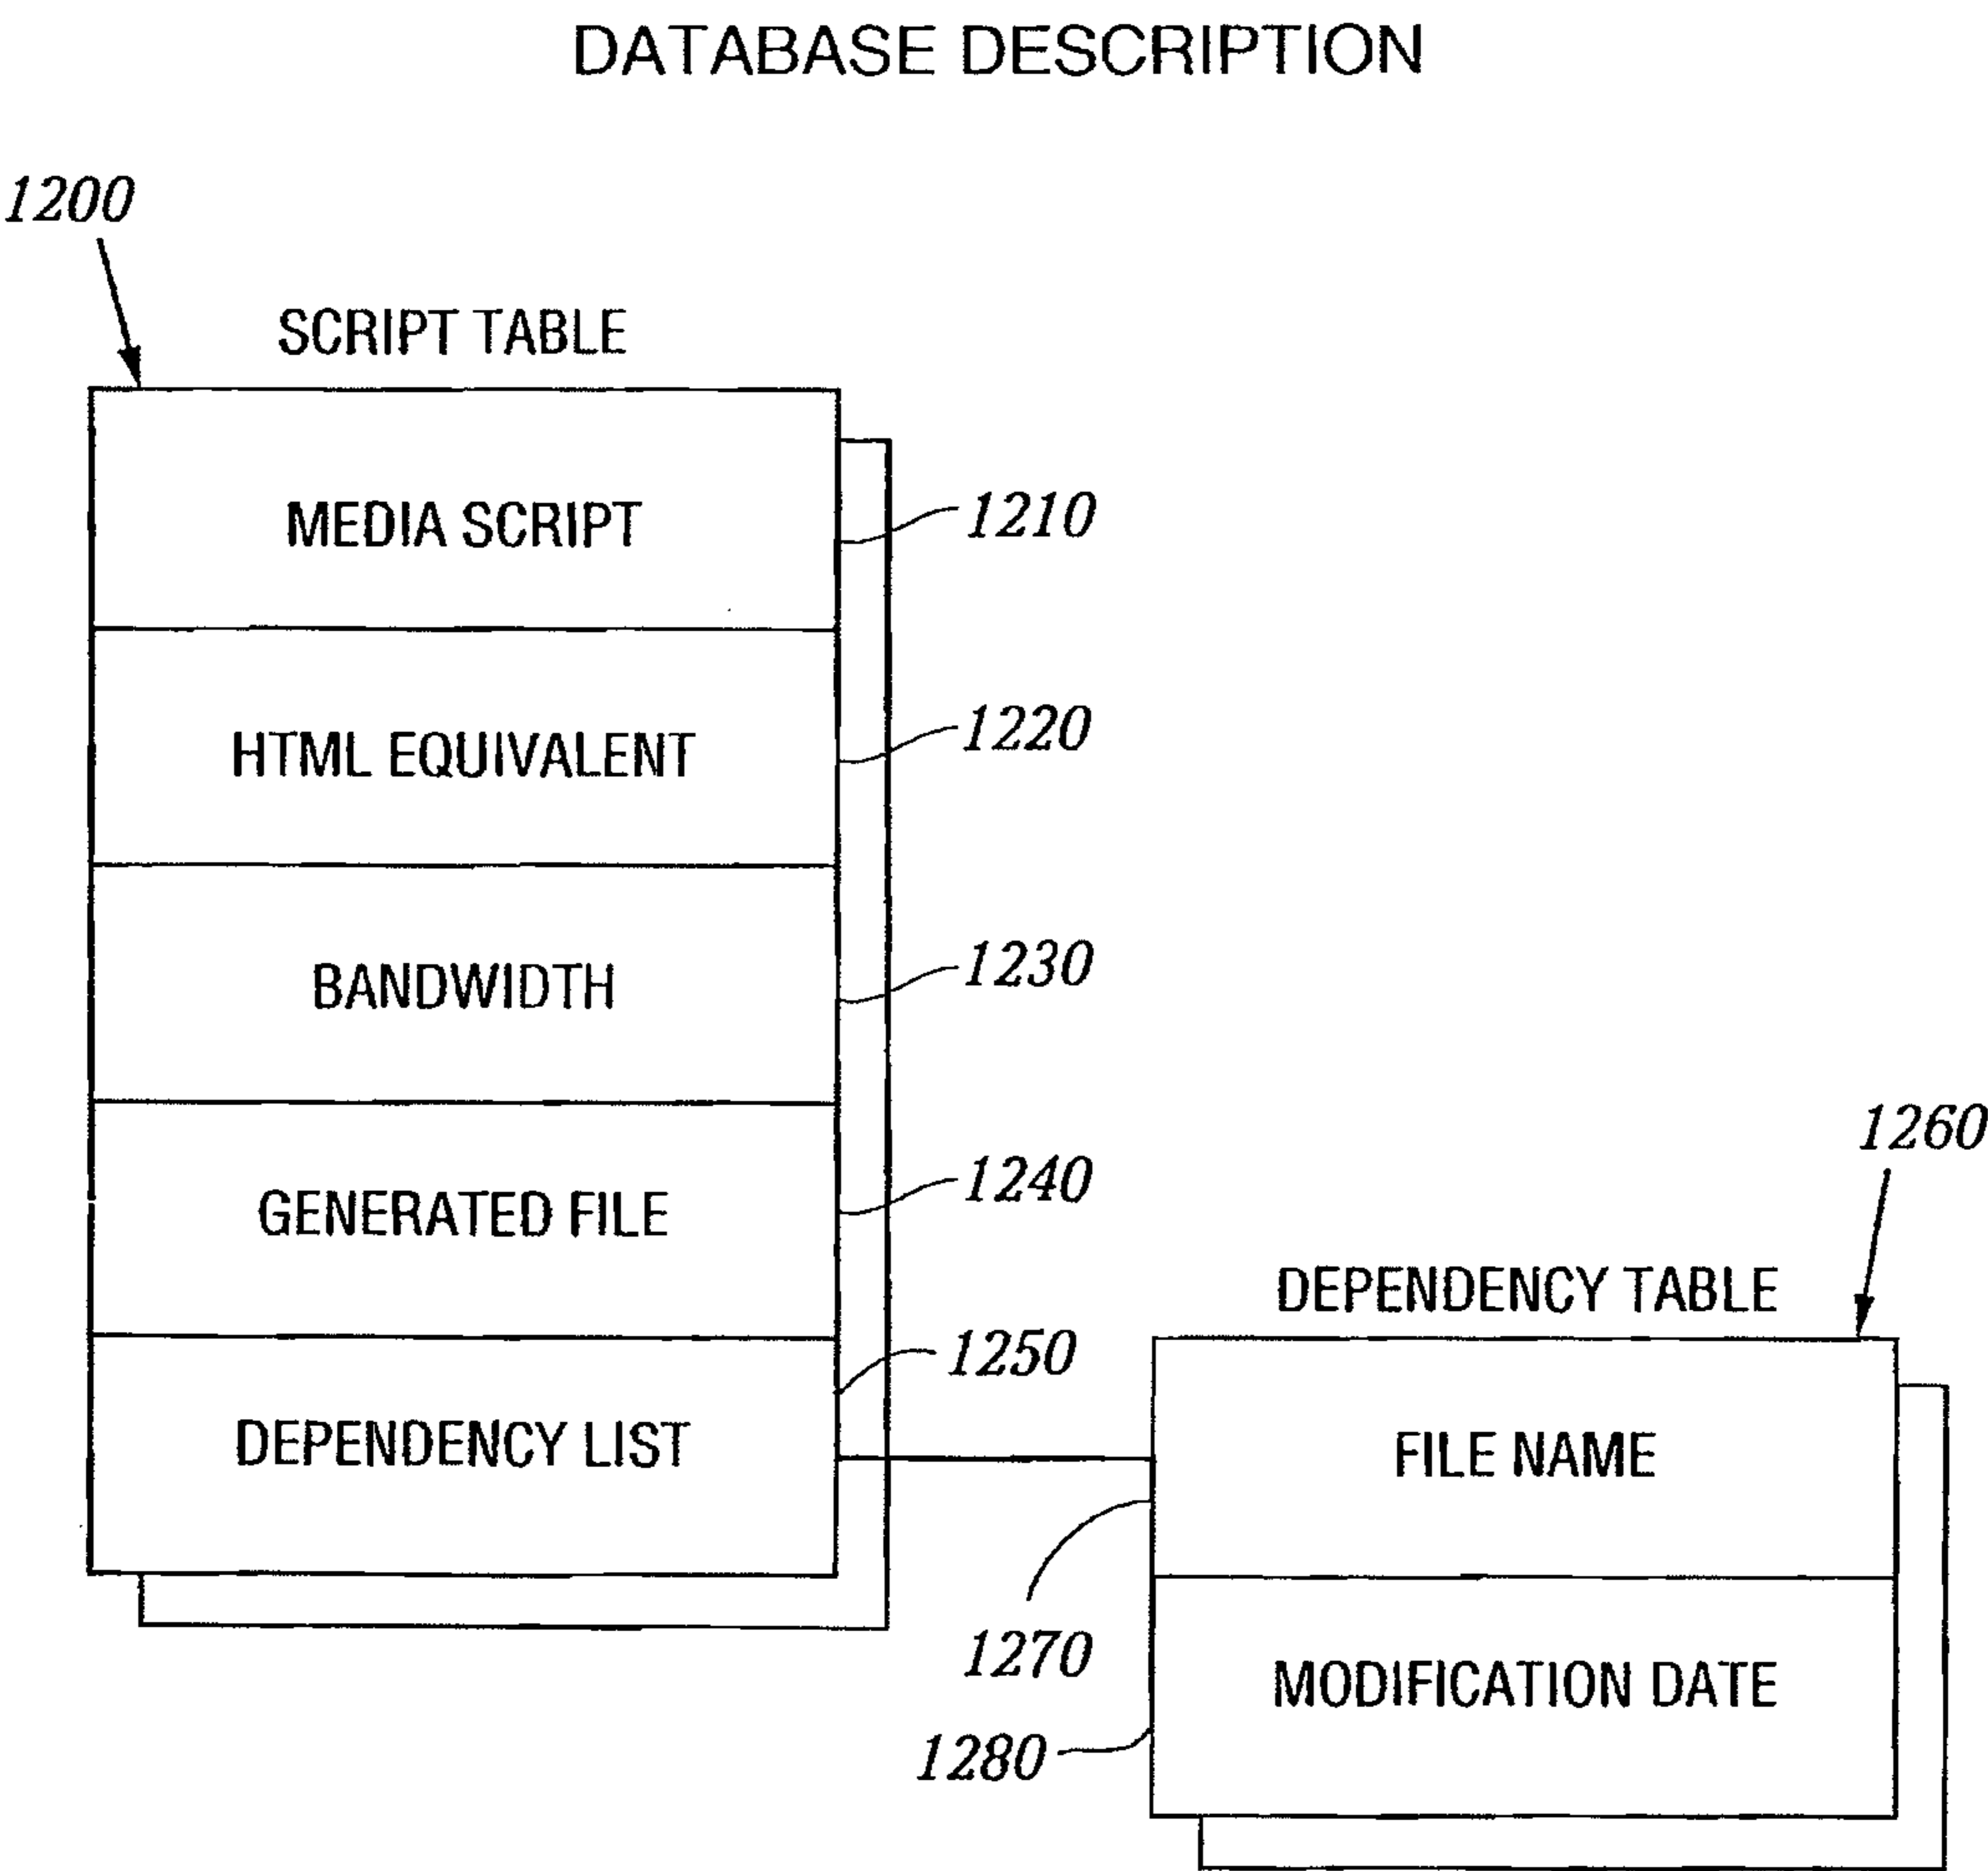 DATABASE DESCRIPTION
1200
SCRIPT TABLE
MEDIA SCRIPT
1210
HTML EQUIVALENT
1220
BANDWIDTH
1230
GENERATED FILE
1240
DEPENDENCY LIST
1250
1260
DEPENDENCY TABLE
FILE NAME
1270
MODIFICATION DATE
1280